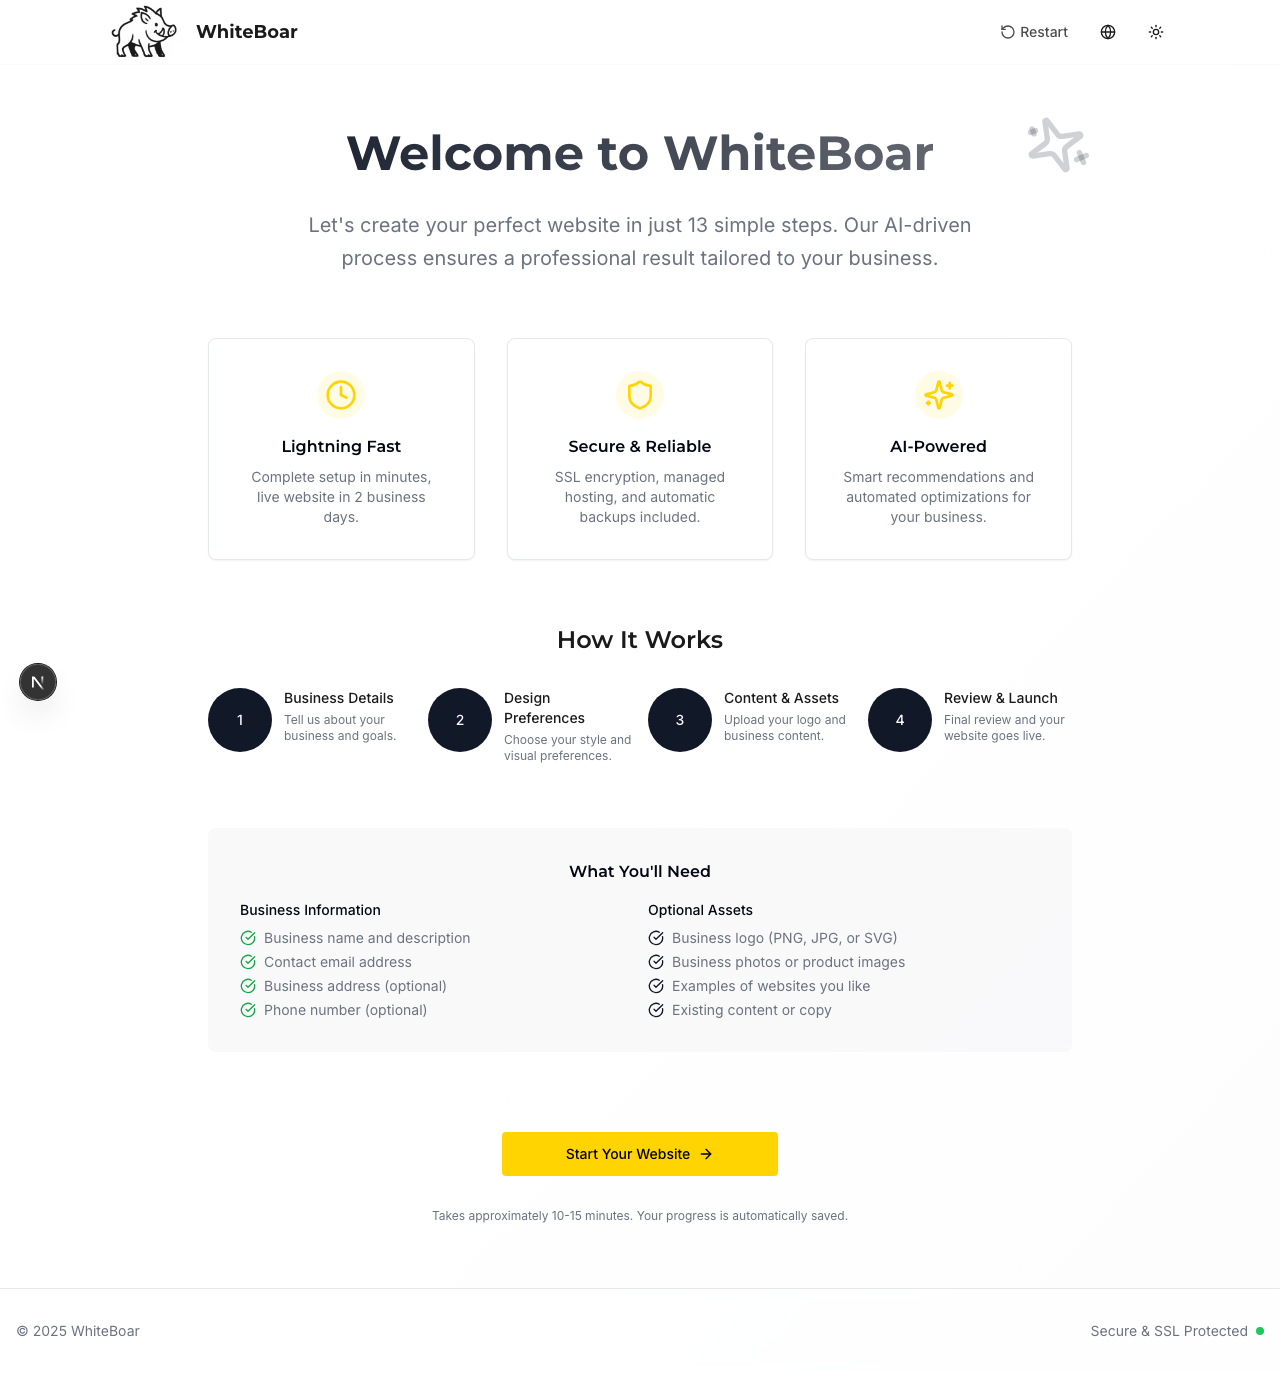 WhiteBoar
Restart
Welcome to WhiteBoar
Let's create your perfect website in just 13 simple steps. Our AI-driven
process ensures a professional result tailored to your business.
Lightning Fast
Complete setup in minutes,
live website in 2 business
days.
Secure & Reliable
SSL encryption, managed
hosting, and automatic
backups included.
AI-Powered
Smart recommendations and
automated optimizations for
your business.
How It Works
1
Business Details
Tell us about your
business and goals.
2
Design
Preferences
Choose your style and
visual preferences.
3
Content & Assets
Upload your logo and
business content.
4
Review & Launch
Final review and your
website goes live.
N
What You'll Need
Business Information
Business name and description
Contact email address
Business address (optional)
Phone number (optional)
Optional Assets
Business logo (PNG, JPG, or SVG)
Business photos or product images
Examples of websites you like
Existing content or copy
Start Your Website
Takes approximately 10-15 minutes. Your progress is automatically saved.
© 2025 WhiteBoar
Secure & SSL Protected